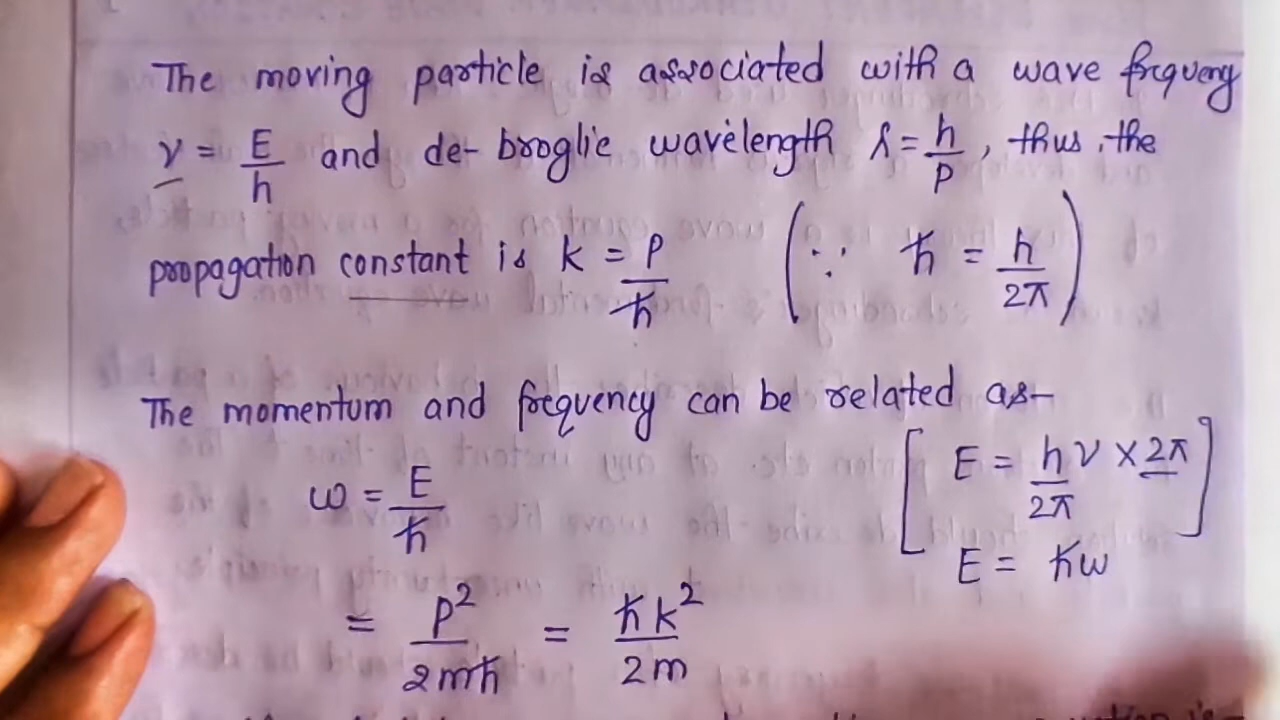 The moving particle is associated with a wave frequency
ν = E/h and de-broglie wavelength λ = h/p, thus, the
propagation constant is k = p/ħ (∵ ħ = h/2π)
The momentum and frequency can be related as-
ω = E/ħ [E = h/2π ν × 2π
E = ħω]
= p²/2mħ = ħk²/2m